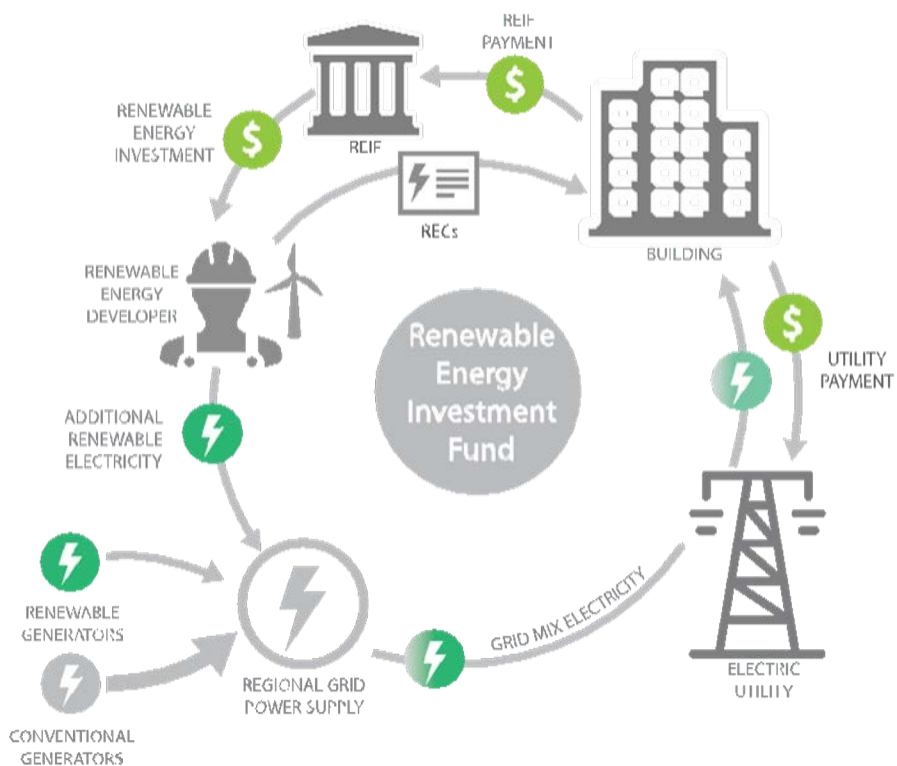 REIF
PAYMENT
$
RENEWABLE
ENERGY
INVESTMENT
$
REIF
RECs
BUILDING
RENEWABLE
ENERGY
DEVELOPER
Renewable
Energy
Investment
Fund
$
UTILITY
PAYMENT
ADDITIONAL
RENEWABLE
ELECTRICITY
RENEWABLE
GENERATORS
GRID MIX ELECTRICITY
REGIONAL GRID
POWER SUPPLY
ELECTRIC
UTILITY
CONVENTIONAL
GENERATORS